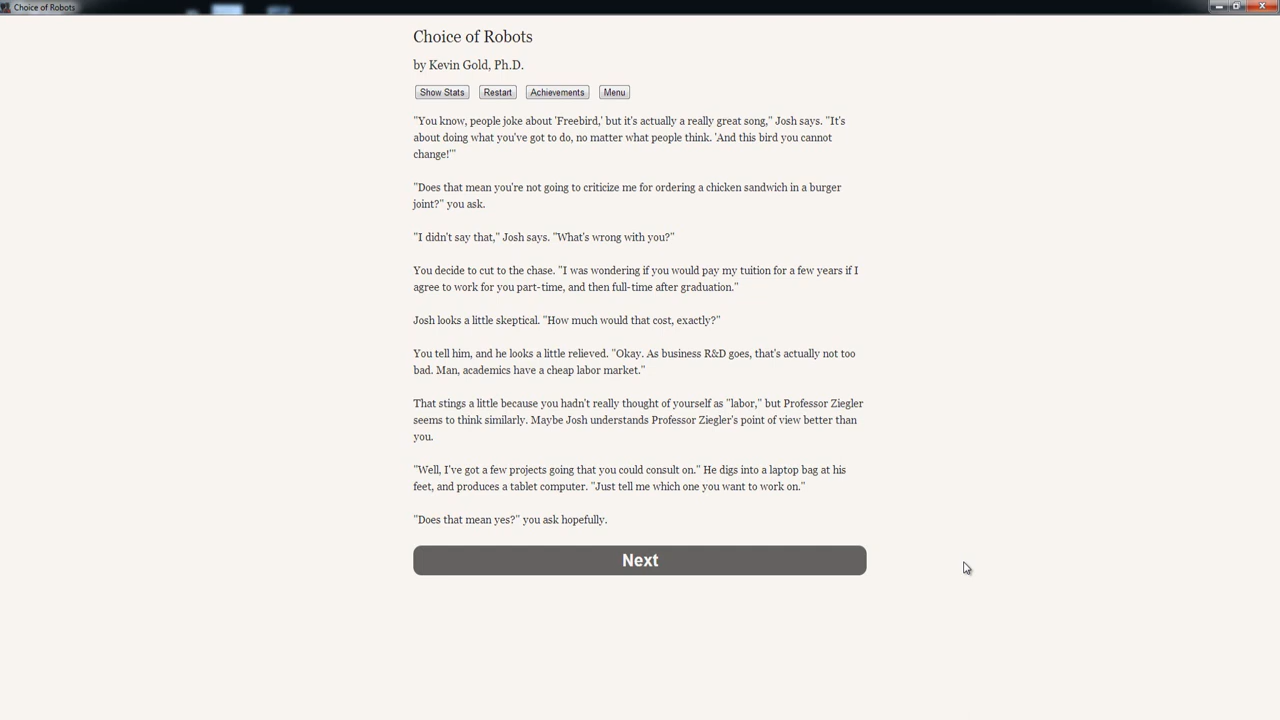 Choice of Robots
Choice of Robots
by Kevin Gold, Ph.D.
Show Stats
Restart
Achievements
Menu
"You know, people joke about 'Freebird,' but it's actually a really great song," Josh says. "It's
about doing what you've got to do, no matter what people think. 'And this bird you cannot
change!'"
"Does that mean you're not going to criticize me for ordering a chicken sandwich in a burger
joint?" you ask.
"I didn't say that," Josh says. "What's wrong with you?"
You decide to cut to the chase. "I was wondering if you would pay my tuition for a few years if I
agree to work for you part-time, and then full-time after graduation."
Josh looks a little skeptical. "How much would that cost, exactly?"
You tell him, and he looks a little relieved. "Okay. As business R&D goes, that's actually not too
bad. Man, academics have a cheap labor market."
That stings a little because you hadn't really thought of yourself as "labor," but Professor Ziegler
seems to think similarly. Maybe Josh understands Professor Ziegler's point of view better than
you.
"Well, I've got a few projects going that you could consult on." He digs into a laptop bag at his
feet, and produces a tablet computer. "Just tell me which one you want to work on."
"Does that mean yes?" you ask hopefully.
Next